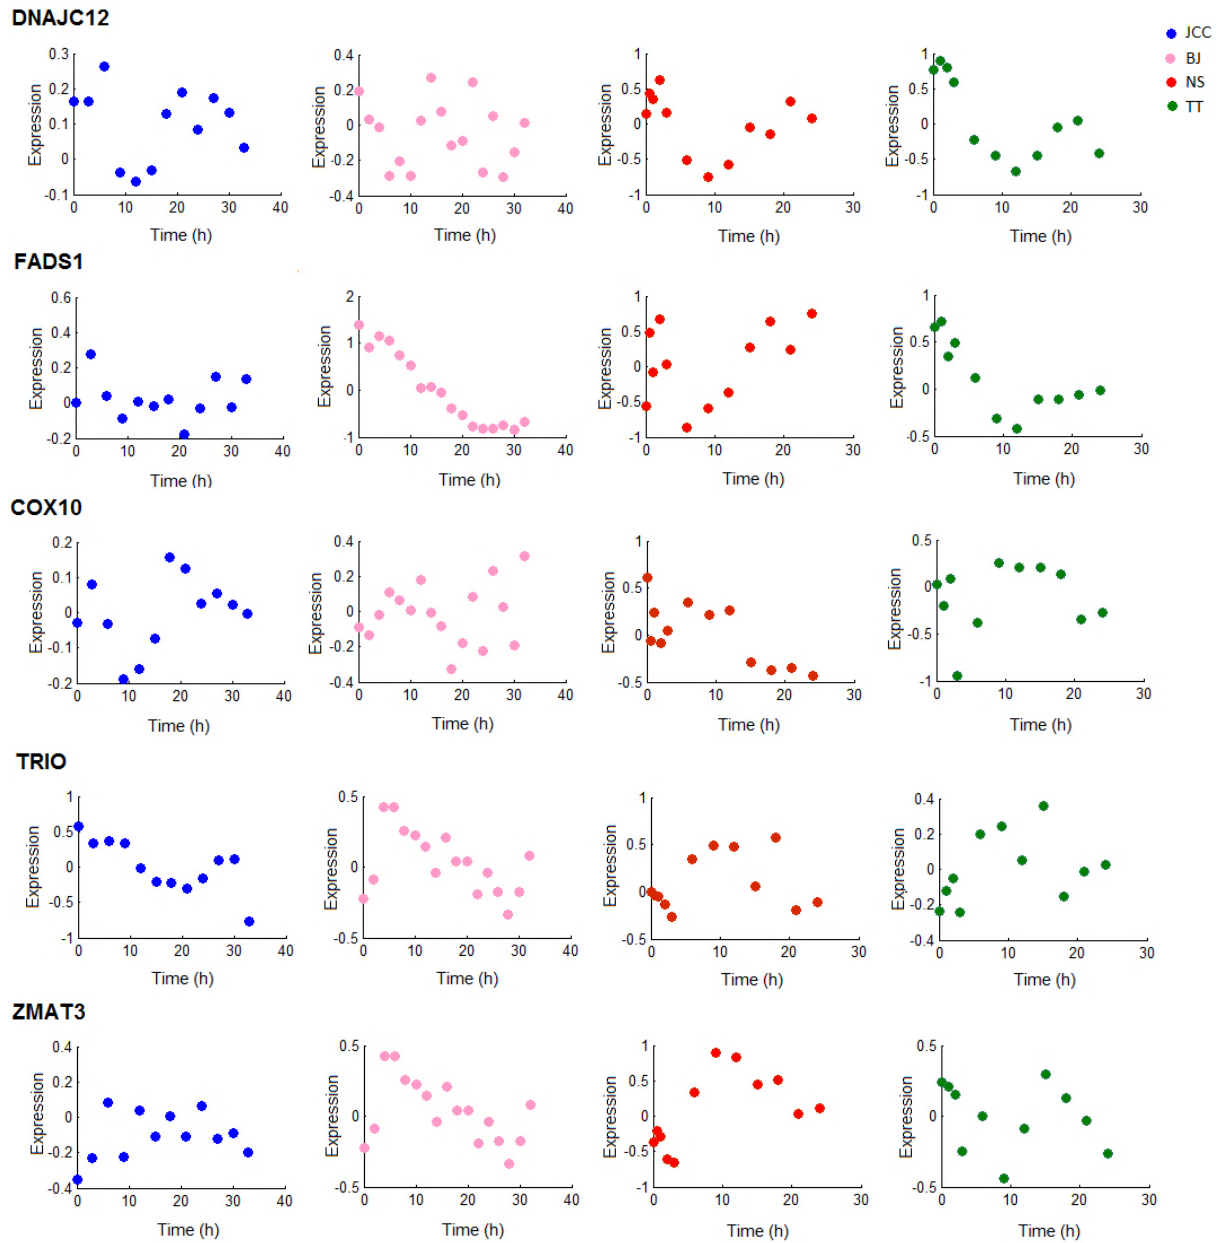 DNAJC12
JCC
BJ
NS
TT
Expression 0.3 0.2 0.1 0 -0.1 0 10 20 30 40 Time (h)
Expression 0.4 0.2 0 -0.2 -0.4 0 10 20 30 40 Time (h)
Expression 1 0.5 0 -0.5 -1 0 10 20 30 Time (h)
Expression 1 0.5 0 -0.5 -1 0 10 20 30 Time (h)
FADS1
Expression 0.6 0.4 0.2 0 -0.2 0 10 20 30 40 Time (h)
Expression 2 1 0 -1 0 10 20 30 40 Time (h)
Expression 1 0.5 0 -0.5 -1 0 10 20 30 Time (h)
Expression 1 0.5 0 -0.5 0 10 20 30 Time (h)
COX10
Expression 0.2 0.1 0 -0.1 -0.2 0 10 20 30 40 Time (h)
Expression 0.4 0.2 0 -0.2 -0.4 0 10 20 30 40 Time (h)
Expression 1 0.5 0 -0.5 0 10 20 30 Time (h)
Expression 0.5 0 -0.5 -1 0 10 20 30 Time (h)
TRIO
Expression 1 0.5 0 -0.5 -1 0 10 20 30 40 Time (h)
Expression 0.5 0 -0.5 0 10 20 30 40 Time (h)
Expression 1 0.5 0 -0.5 0 10 20 30 Time (h)
Expression 0.4 0.2 0 -0.2 -0.4 0 10 20 30 Time (h)
ZMAT3
Expression 0.4 0.2 0 -0.2 -0.4 0 10 20 30 40 Time (h)
Expression 0.5 0 -0.5 0 10 20 30 40 Time (h)
Expression 1 0.5 0 -0.5 -1 0 10 20 30 Time (h)
Expression 0.5 0 -0.5 0 10 20 30 Time (h)